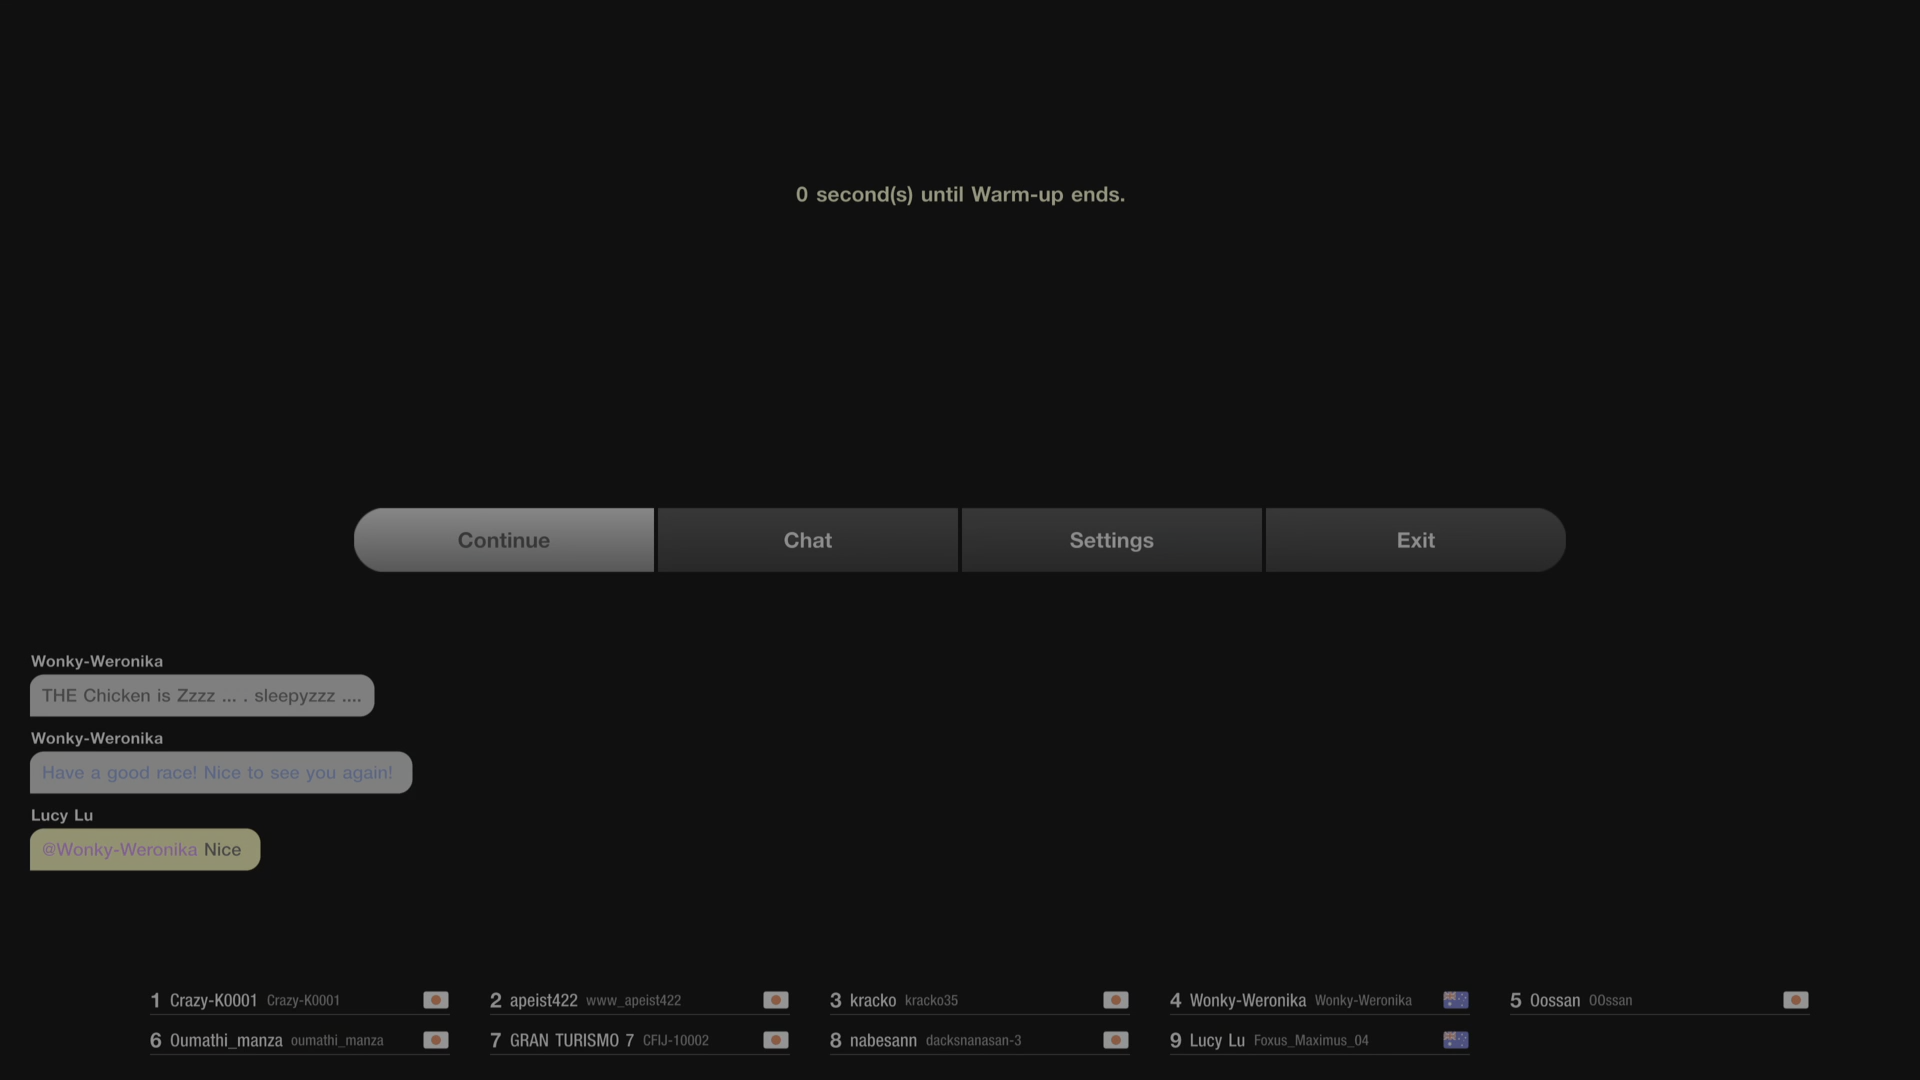 0 second(s) until Warm-up ends.
Continue
Chat
Settings
Exit
Wonky-Weronika
THE Chicken is Zzzz ... . sleepyzzz ....
Wonky-Weronika
Have a good race! Nice to see you again!
Lucy Lu
@Wonky-Weronika Nice
1 Crazy-K0001 Crazy-K0001
2 apeist422 www_apeist422
3 kracko kracko35
4 Wonky-Weronika Wonky-Weronika
5 Oossan OOssan
6 Oumathi_manza oumathi_manza
7 GRAN TURISMO 7 CFIJ-10002
8 nabesann dacksnanasan-3
9 Lucy Lu Foxus_Maximus_04